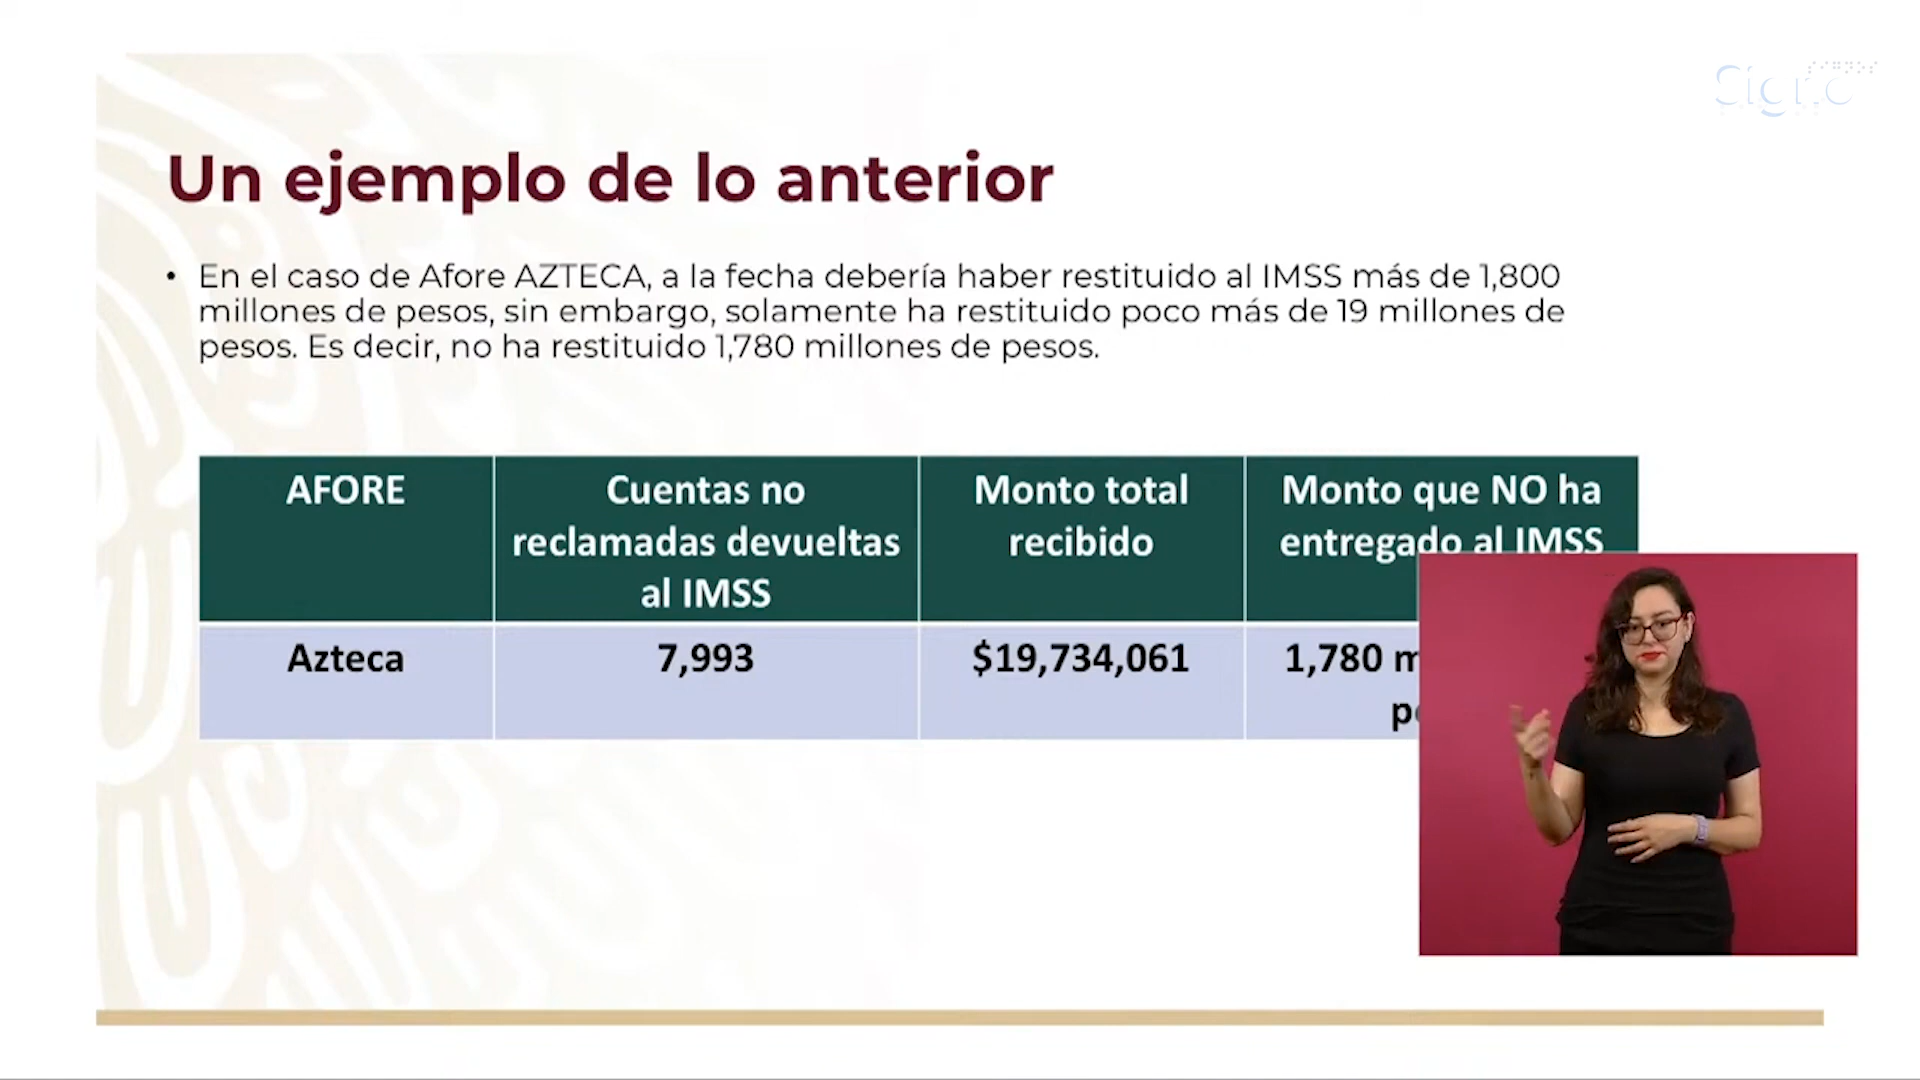 Un ejemplo de lo anterior
• En el caso de Afore AZTECA, a la fecha debería haber restituido al IMSS más de 1,800
millones de pesos, sin embargo, solamente ha restituido poco más de 19 millones de
pesos. Es decir, no ha restituido 1,780 millones de pesos.
AFORE
Cuentas no
reclamadas devueltas
al IMSS
Monto total
recibido
Monto que NO ha
entregado al IMSS
Azteca
7,993
$19,734,061
1,780